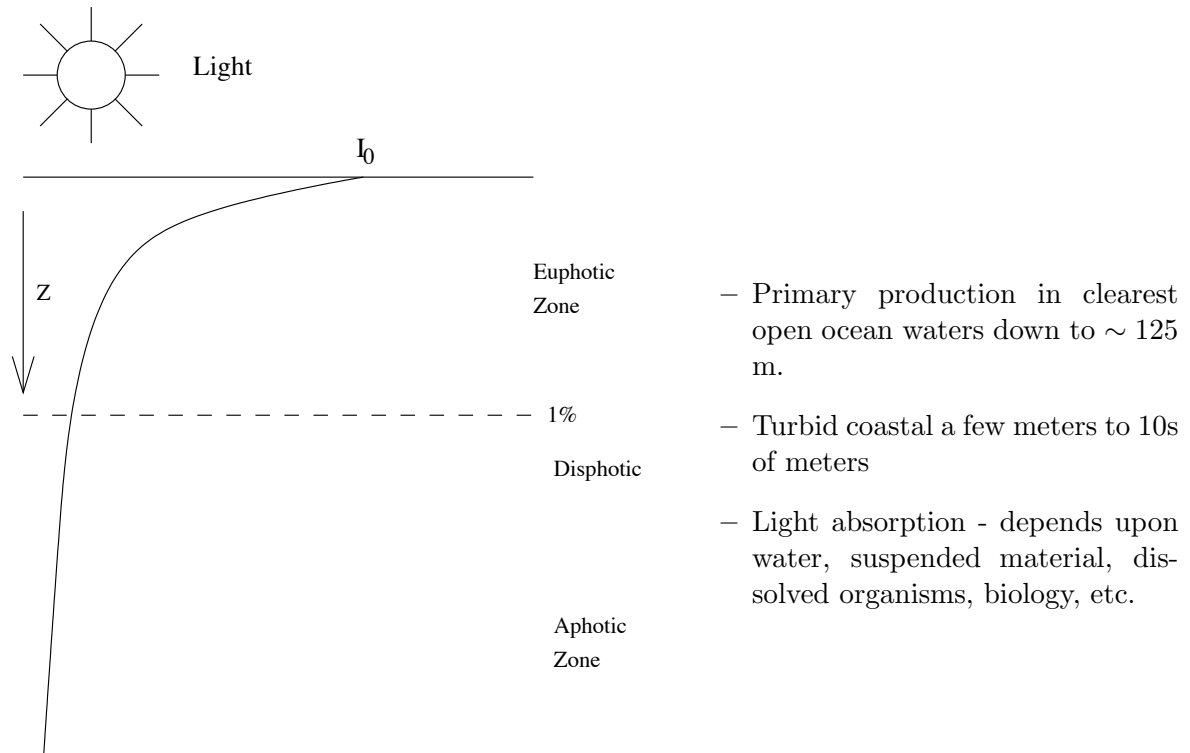 Light
I₀
Z
Euphotic
Zone
1%
Disphotic
Aphotic
Zone
– Primary production in clearest
open ocean waters down to ∼ 125
m.
– Turbid coastal a few meters to 10s
of meters
– Light absorption - depends upon
water, suspended material, dis-
solved organisms, biology, etc.